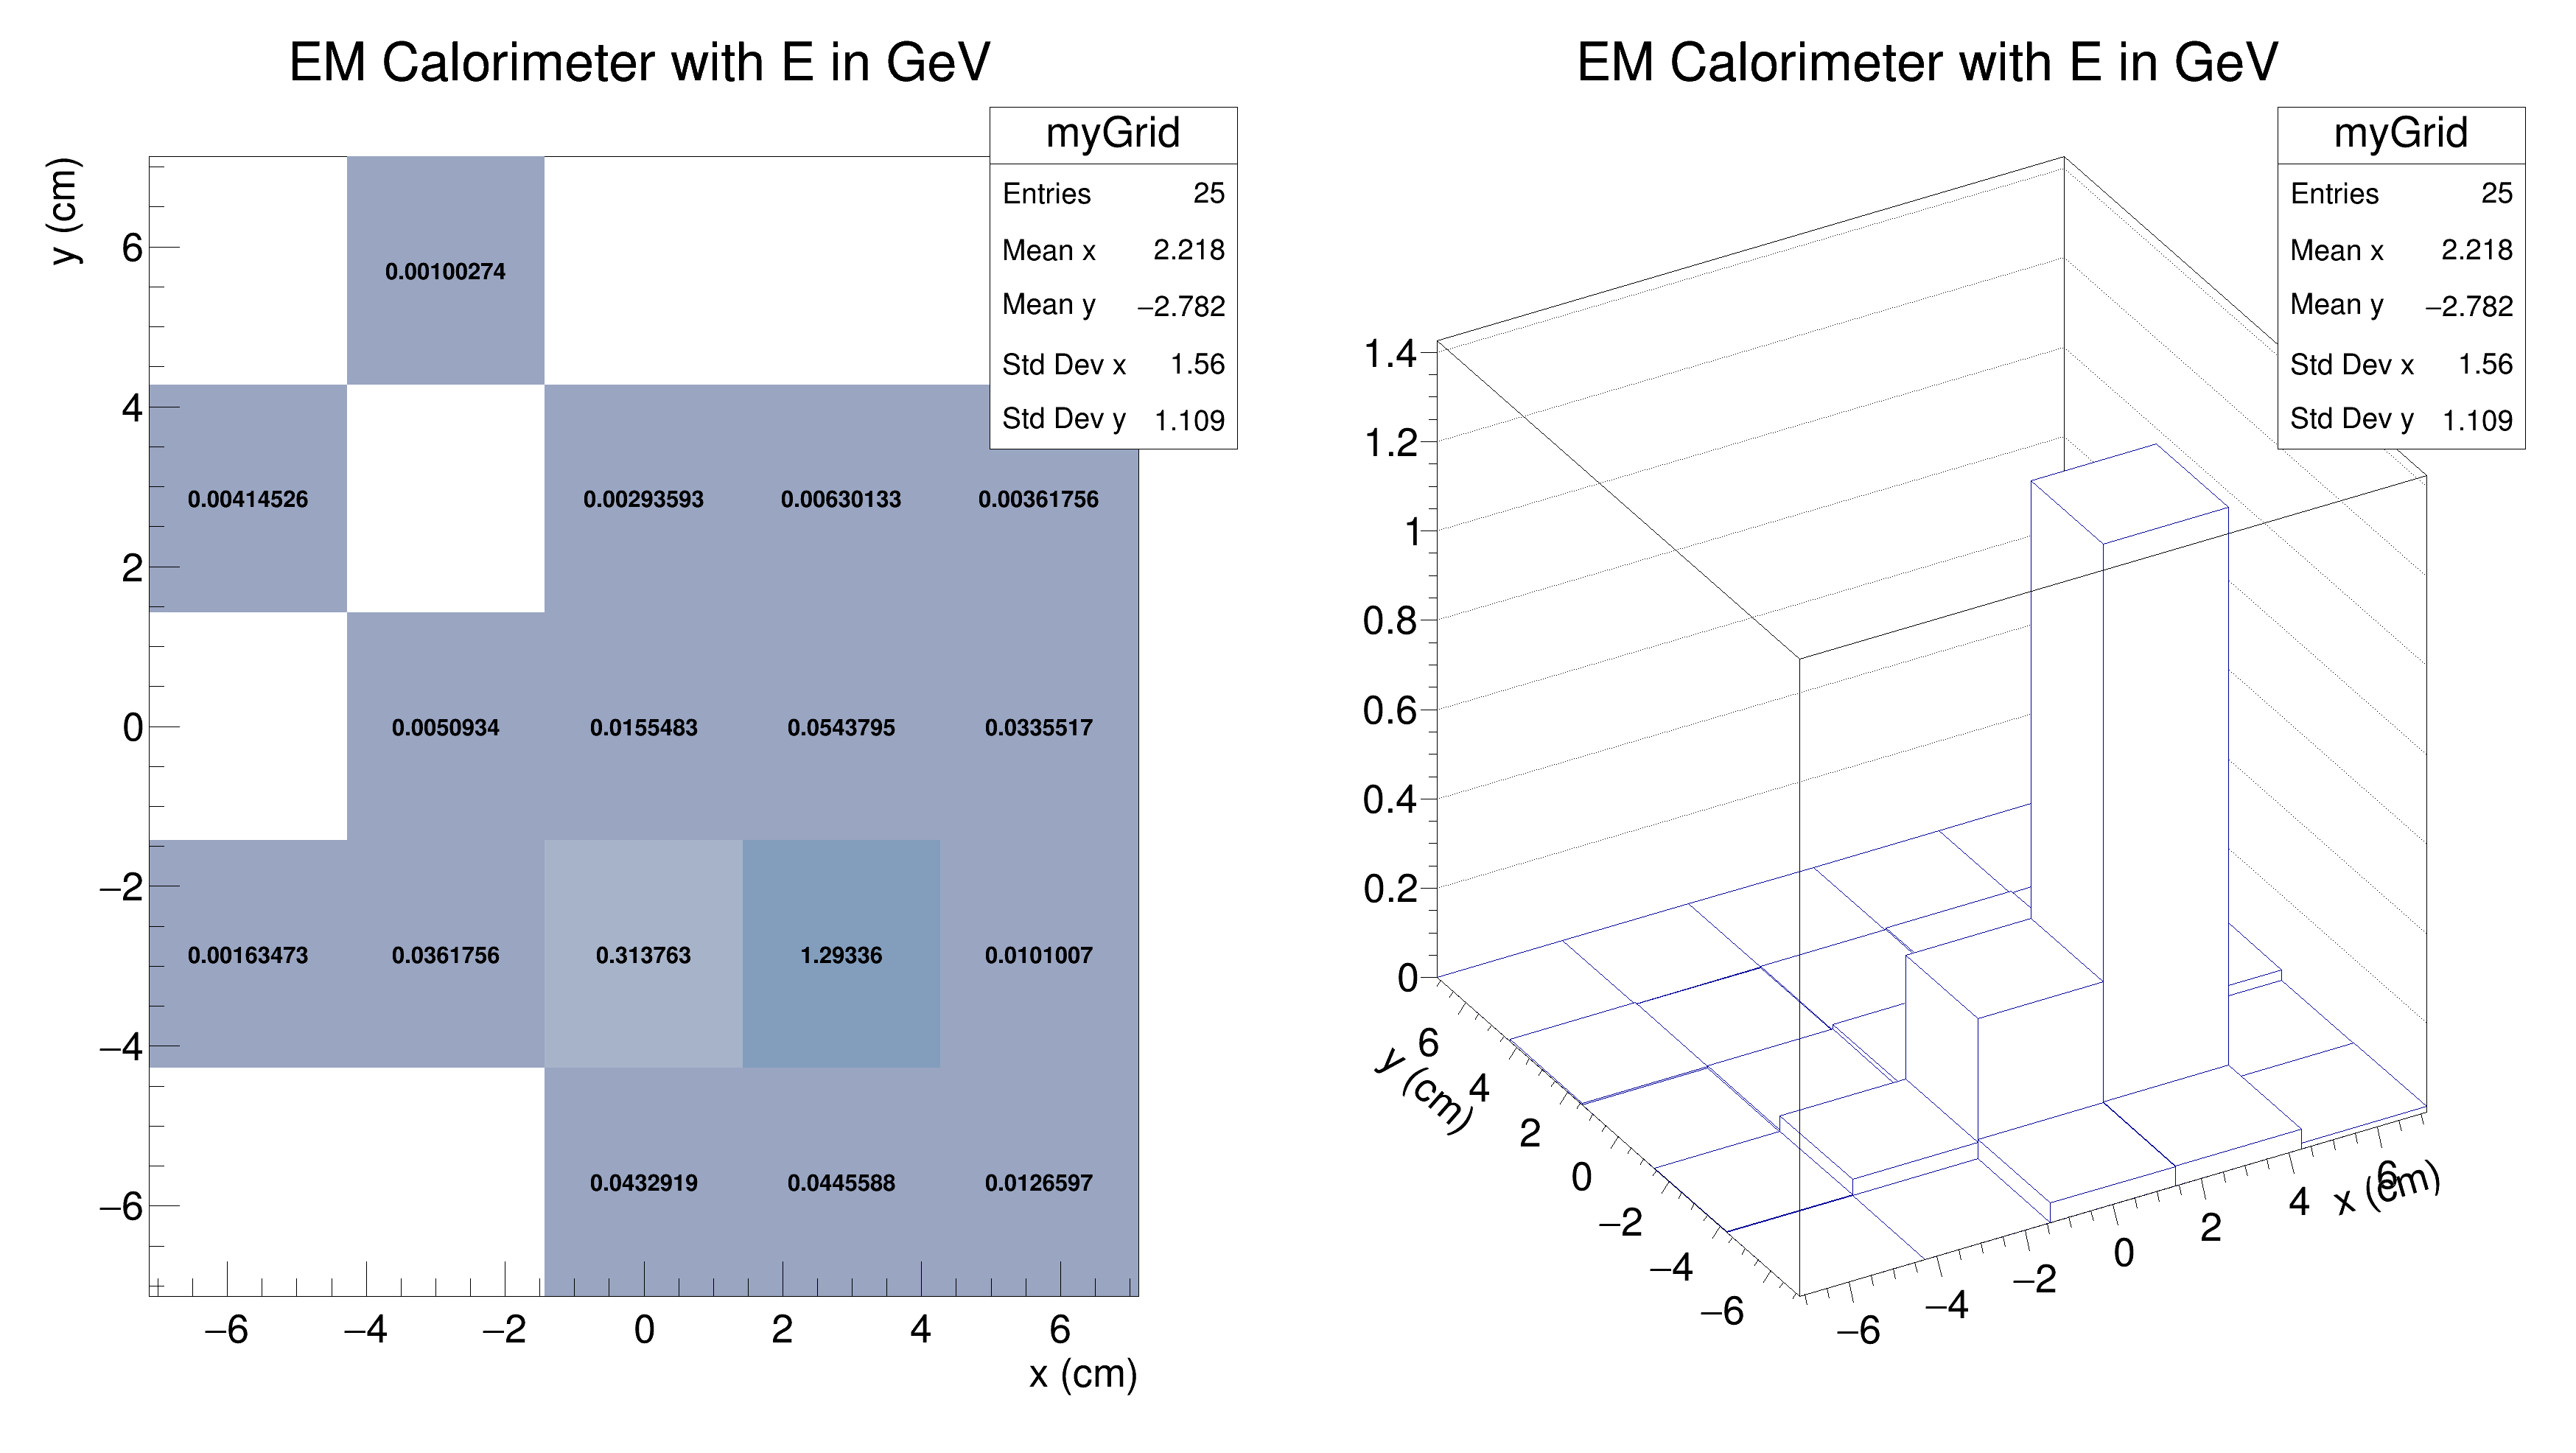 EM Calorimeter with E in GeV
myGrid
Entries 25
Mean x 2.218
Mean y −2.782
Std Dev x 1.56
Std Dev y 1.109
y (cm)
6
4
2
0
−2
−4
−6
0.00100274
0.00414526 0.00293593 0.00630133 0.00361756
0.0050934 0.0155483 0.0543795 0.0335517
0.00163473 0.0361756 0.313763 1.29336 0.0101007
0.0432919 0.0445588 0.0126597
−6 −4 −2 0 2 4 6
x (cm)
EM Calorimeter with E in GeV
myGrid
Entries 25
Mean x 2.218
Mean y −2.782
Std Dev x 1.56
Std Dev y 1.109
1.4
1.2
1
0.8
0.6
0.4
0.2
0
6
4
2
0
−2
−4
−6
y (cm)
−6 −4 −2 0 2 4 6
x (cm)